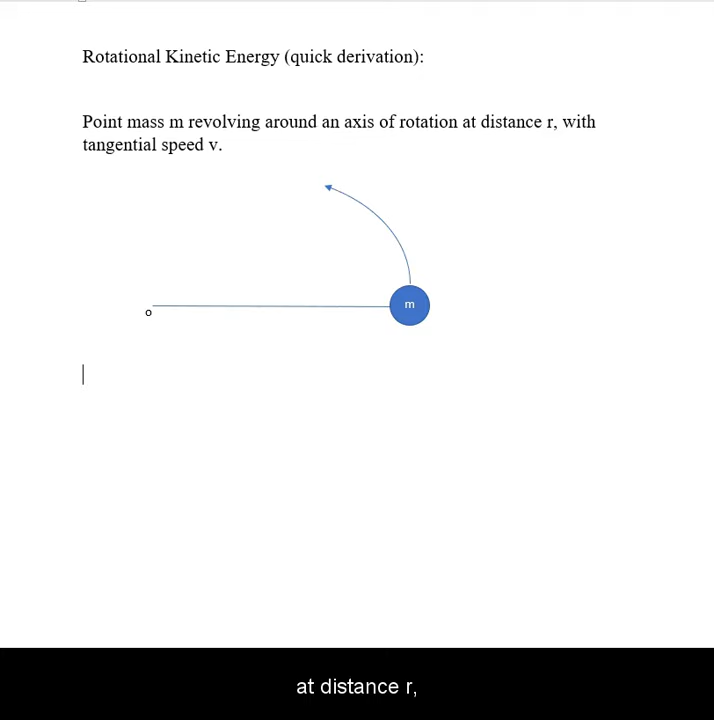 Rotational Kinetic Energy (quick derivation):
Point mass m revolving around an axis of rotation at distance r, with
tangential speed v.
m
o
at distance r,